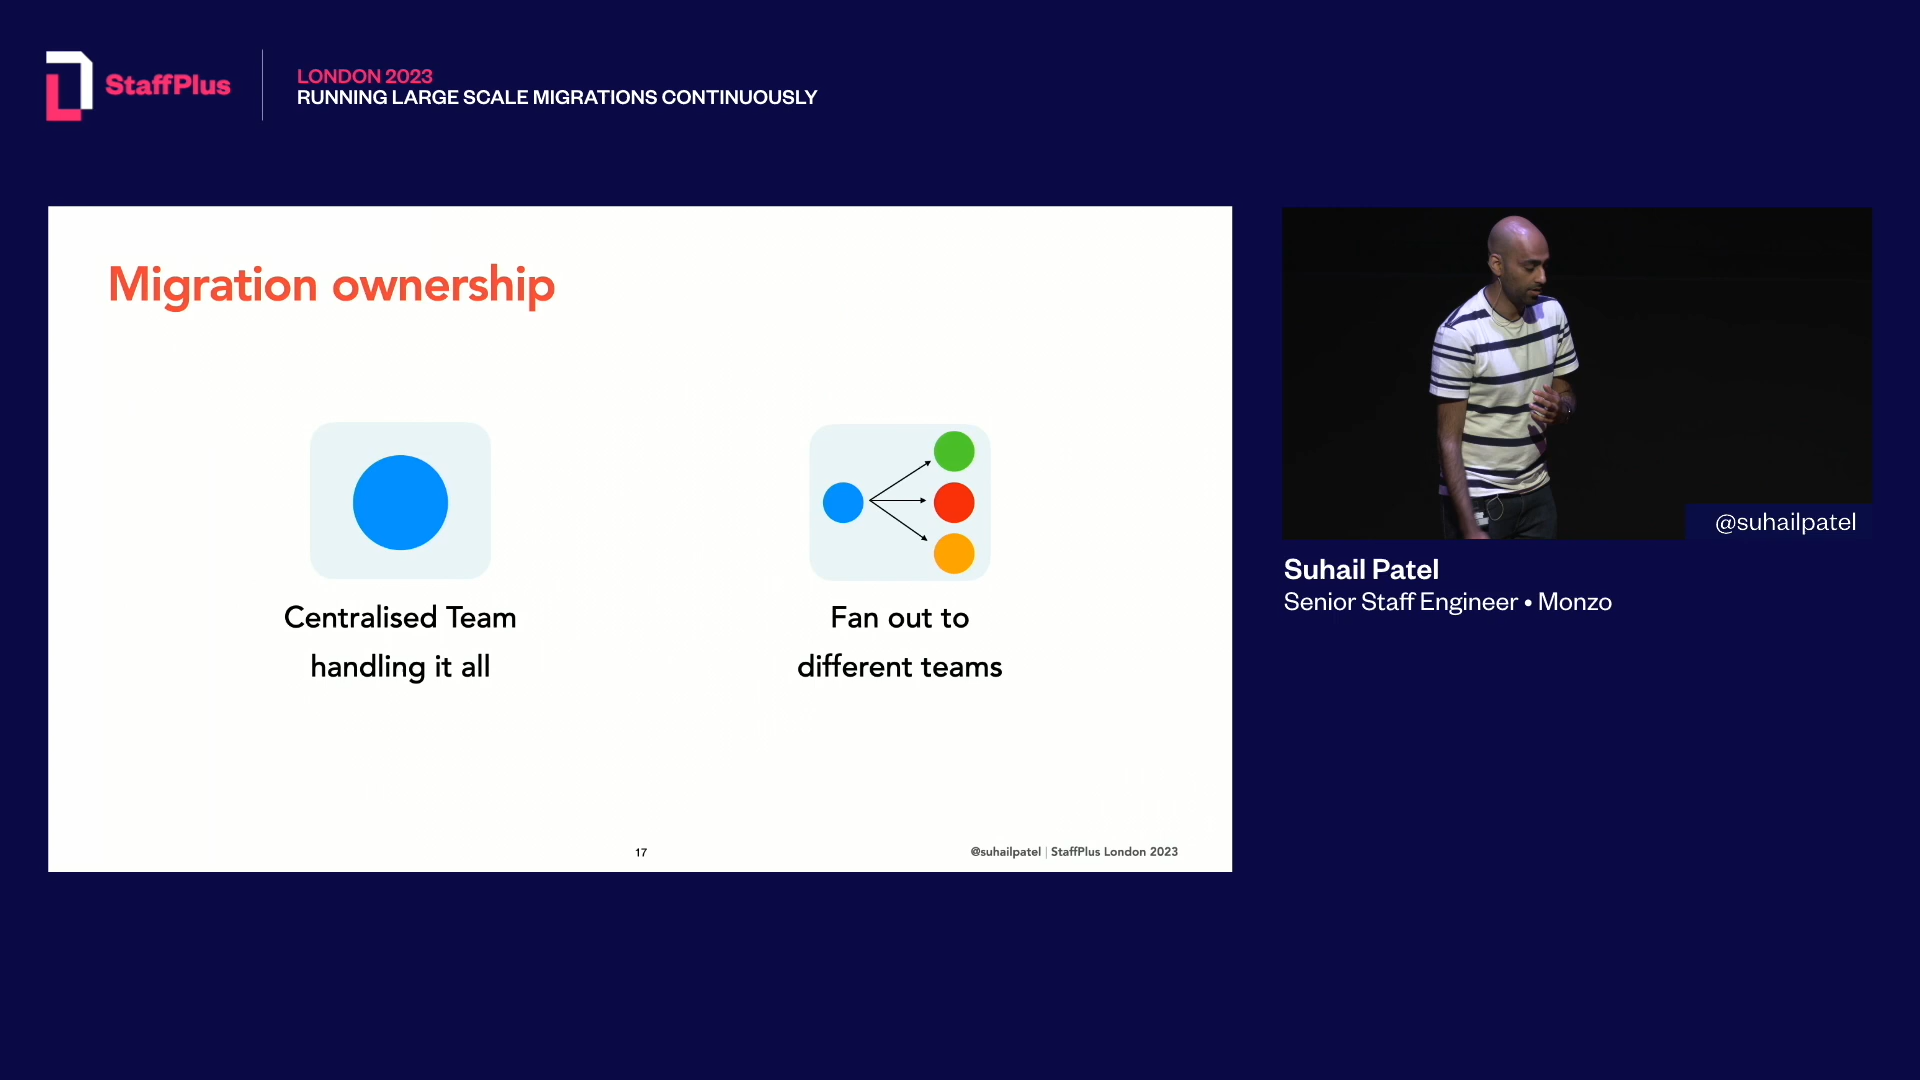 StaffPlus
LONDON 2023
RUNNING LARGE SCALE MIGRATIONS CONTINUOUSLY
Migration ownership
Centralised Team
handling it all
Fan out to
different teams
17
@suhailpatel | StaffPlus London 2023
@suhailpatel
Suhail Patel
Senior Staff Engineer • Monzo